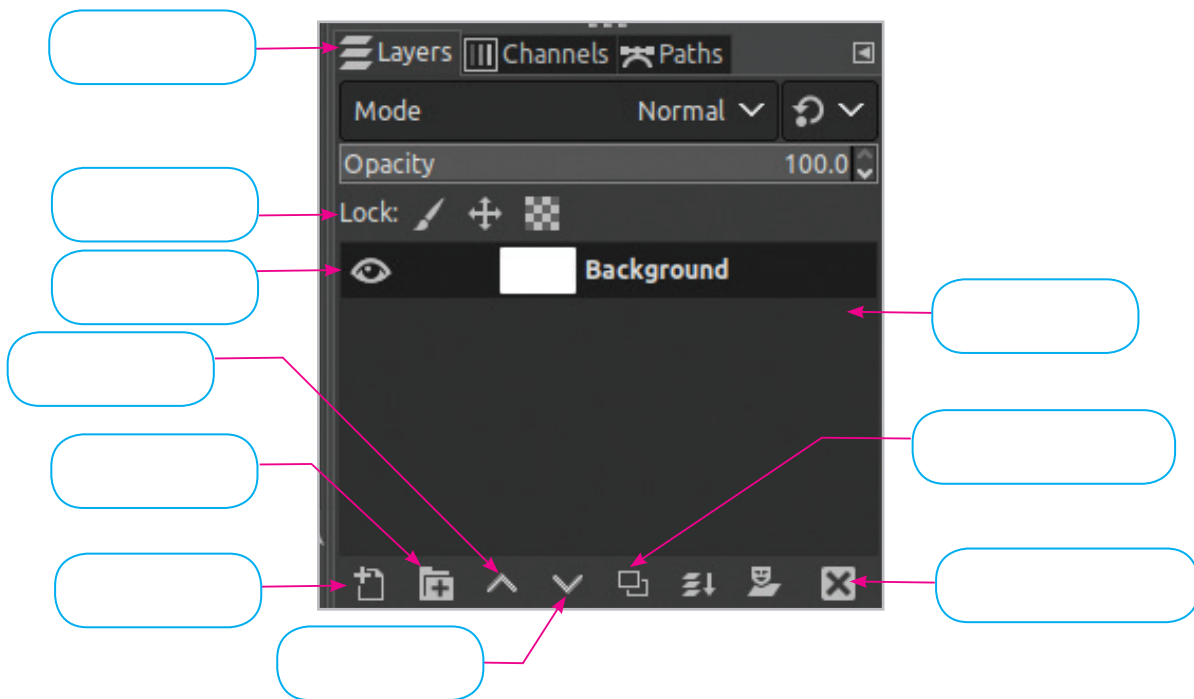 Layers Channels Paths
Mode Normal
Opacity 100.0
Lock:
Background